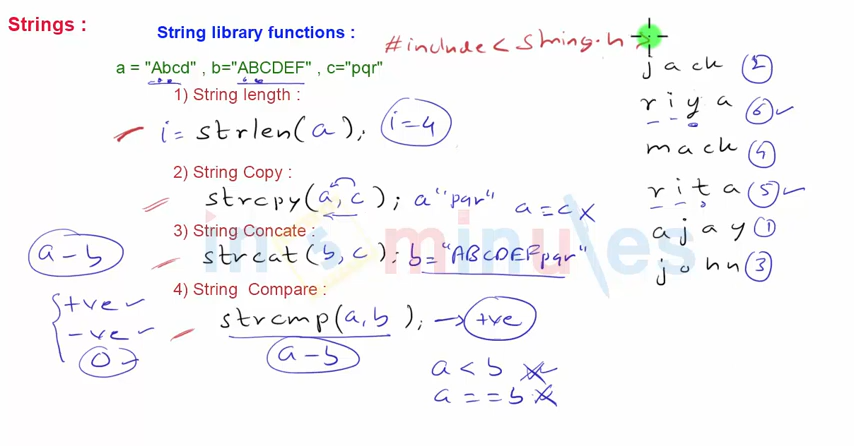 Strings :
String library functions :
#include < string.h >
a = "Abcd" , b="ABCDEF" , c="pqr"
1) String length :
i = strlen(a); i=4
2) String Copy :
strcpy(a, c); a "pqr" a = c x
3) String Concate :
strcat (b, c); b= "ABCDEFpqr"
4) String Compare :
strcmp(a, b ); → +ve
a - b
a < b
a = = b
a - b
+ve
-ve
0
jack 2
riya 6
mack 4
rita 5
ajay 1
john 3